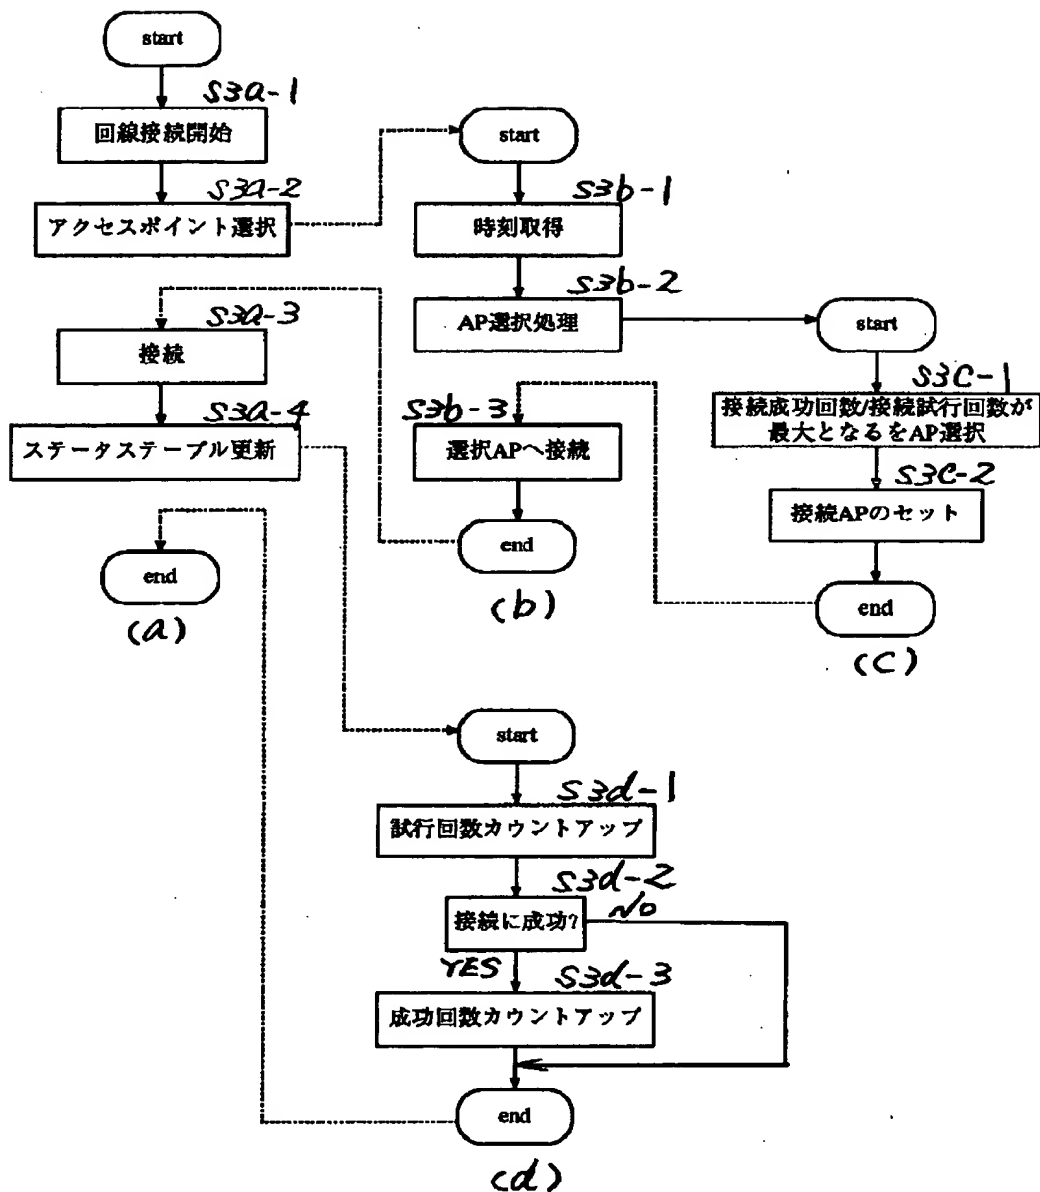 start
S3a-1
回線接続開始
S3a-2
アクセスポイント選択
S3a-3
接続
S3a-4
ステータステーブル更新
end
(a)
start
S3b-1
時刻取得
S3b-2
AP選択処理
S3b-3
選択APへ接続
end
(b)
start
S3C-1
接続成功回数/接続試行回数が
最大となるをAP選択
S3C-2
接続APのセット
end
(C)
start
S3d-1
試行回数カウントアップ
S3d-2
接続に成功?
NO
YES
S3d-3
成功回数カウントアップ
end
(d)